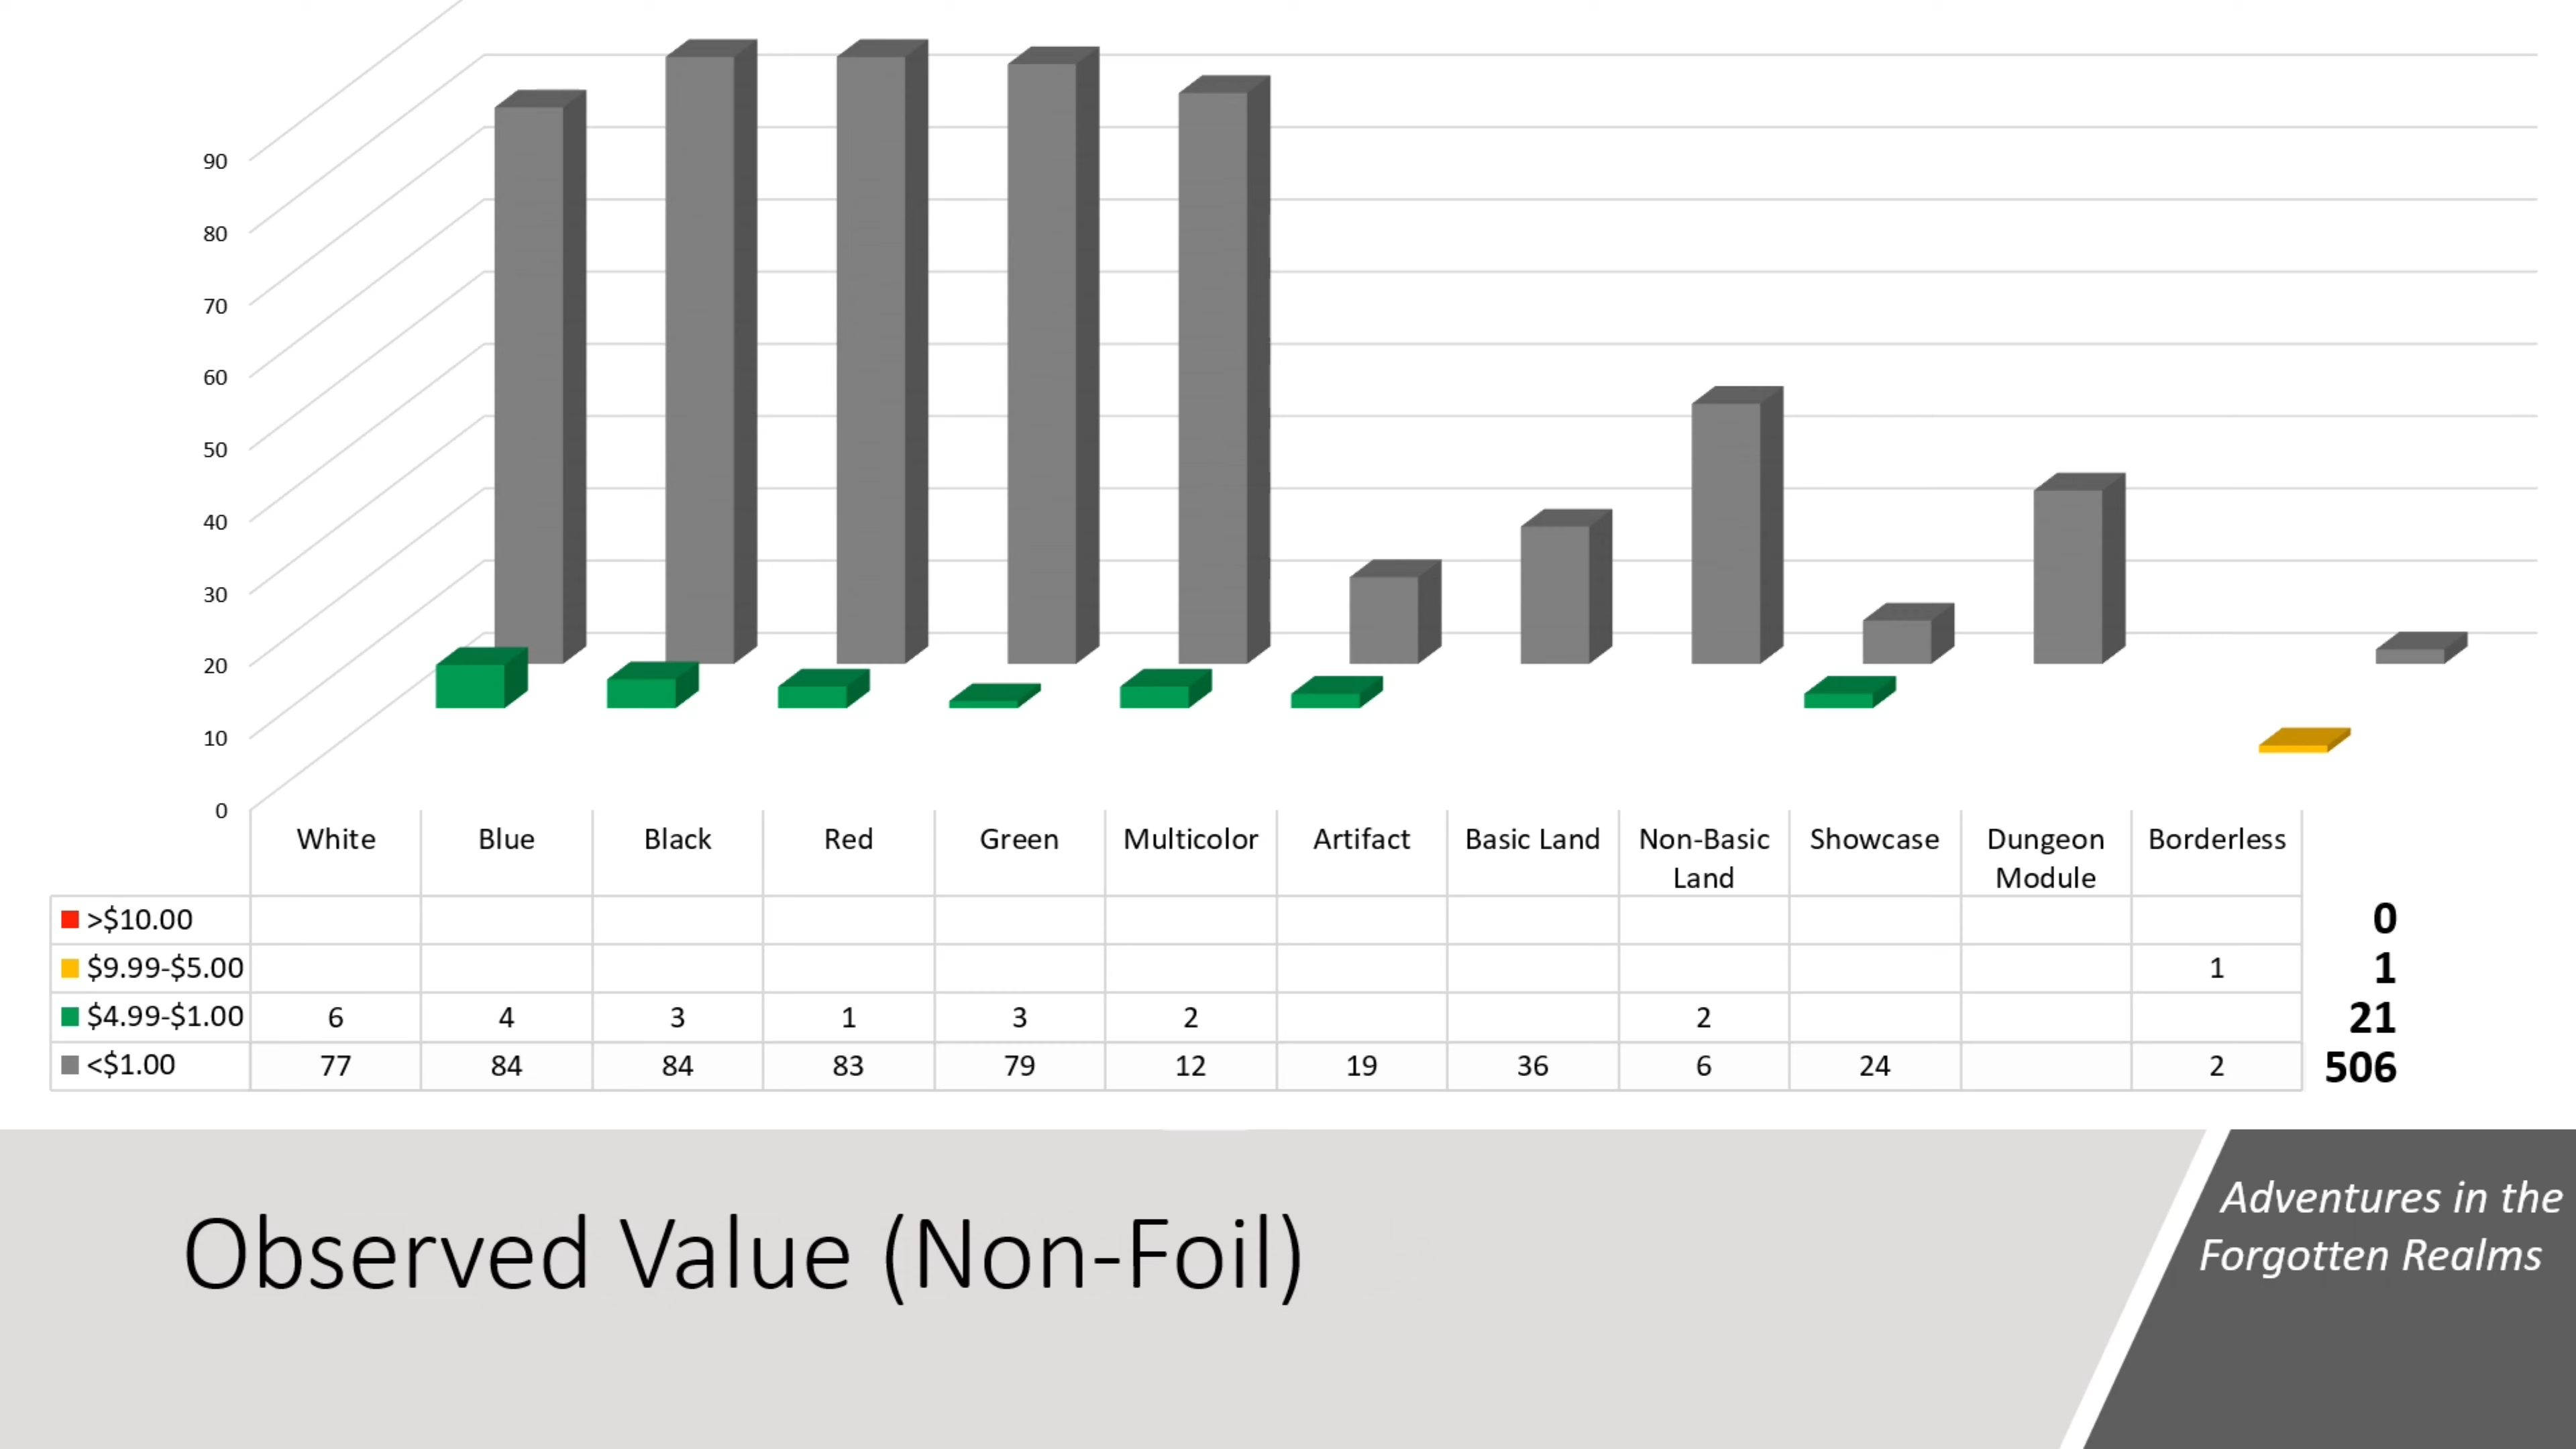 90
80
70
60
50
40
30
20
10
0
White Blue Black Red Green Multicolor Artifact Basic Land Non-Basic Land Showcase Dungeon Module Borderless
>$10.00 0
$9.99-$5.00 1 1
$4.99-$1.00 6 4 3 1 3 2 2 21
<$1.00 77 84 84 83 79 12 19 36 6 24 2 506
Observed Value (Non-Foil)
Adventures in the
Forgotten Realms